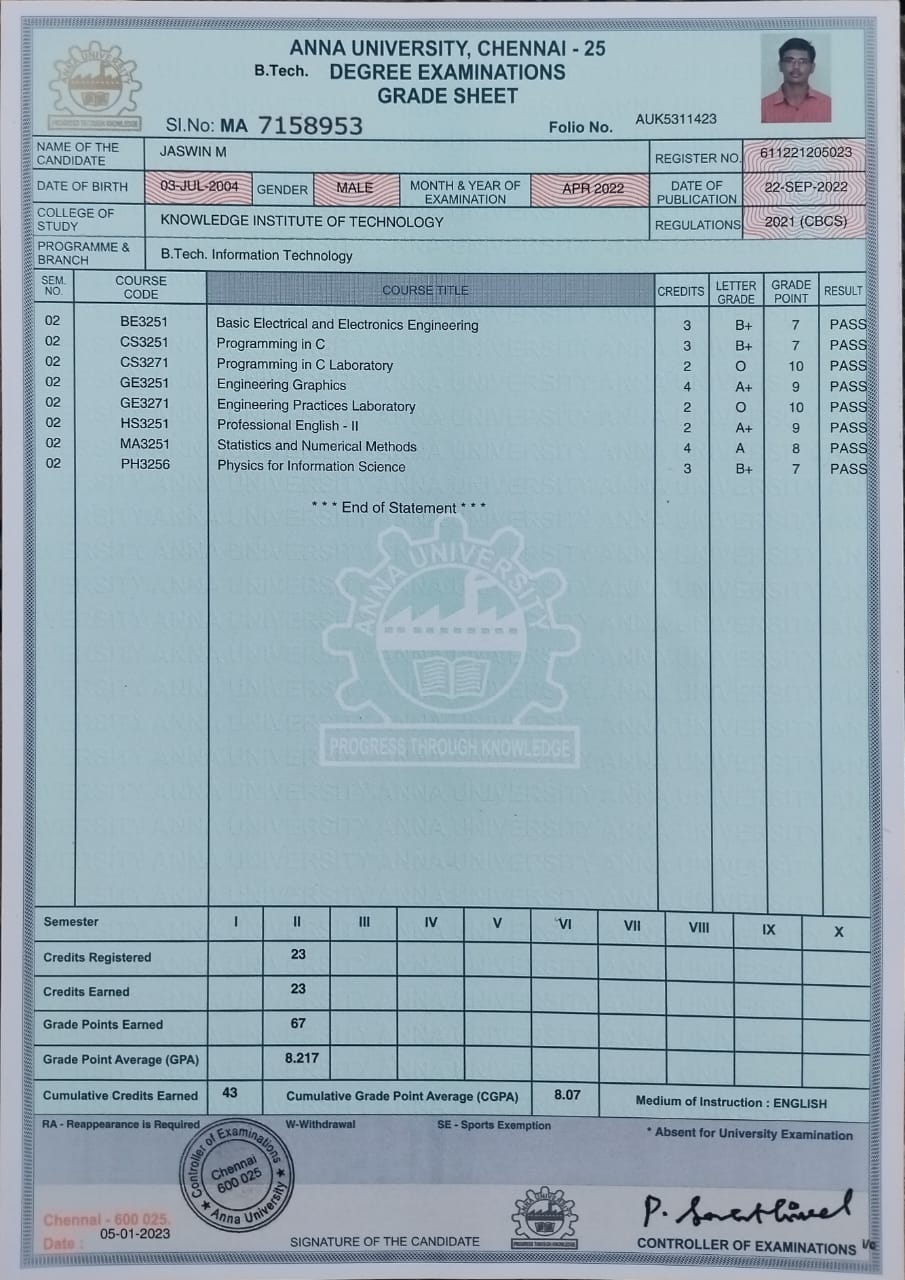 ANNA UNIVERSITY, CHENNAI - 25
B.Tech. DEGREE EXAMINATIONS
GRADE SHEET
ANNA UNIVERSITY
PROGRESS THROUGH KNOWLEDGE
SI.No: MA 7158953 Folio No. AUK5311423
NAME OF THE CANDIDATE JASWIN M REGISTER NO. 611221205023
DATE OF BIRTH 03-JUL-2004 GENDER MALE MONTH & YEAR OF EXAMINATION APR 2022 DATE OF PUBLICATION 22-SEP-2022
COLLEGE OF STUDY KNOWLEDGE INSTITUTE OF TECHNOLOGY REGULATIONS 2021 (CBCS)
PROGRAMME & BRANCH B.Tech. Information Technology
SEM. NO. COURSE CODE COURSE TITLE CREDITS LETTER GRADE GRADE POINT RESULT
02 BE3251 Basic Electrical and Electronics Engineering 3 B+ 7 PASS
02 CS3251 Programming in C 3 B+ 7 PASS
02 CS3271 Programming in C Laboratory 2 O 10 PASS
02 GE3251 Engineering Graphics 4 A+ 9 PASS
02 GE3271 Engineering Practices Laboratory 2 O 10 PASS
02 HS3251 Professional English - II 2 A+ 9 PASS
02 MA3251 Statistics and Numerical Methods 4 A 8 PASS
02 PH3256 Physics for Information Science 3 B+ 7 PASS
* * * End of Statement * * *
ANNA UNIVERSITY
PROGRESS THROUGH KNOWLEDGE
Semester I II III IV V VI VII VIII IX X
Credits Registered 23
Credits Earned 23
Grade Points Earned 67
Grade Point Average (GPA) 8.217
Cumulative Credits Earned 43 Cumulative Grade Point Average (CGPA) 8.07 Medium of Instruction : ENGLISH
RA - Reappearance is Required W-Withdrawal SE - Sports Exemption * Absent for University Examination
Controller of Examinations
Chennai
600 025
★ Anna University ★
Chennai - 600 025.
Date : 05-01-2023
SIGNATURE OF THE CANDIDATE
PROGRESS THROUGH KNOWLEDGE
CONTROLLER OF EXAMINATIONS i/c